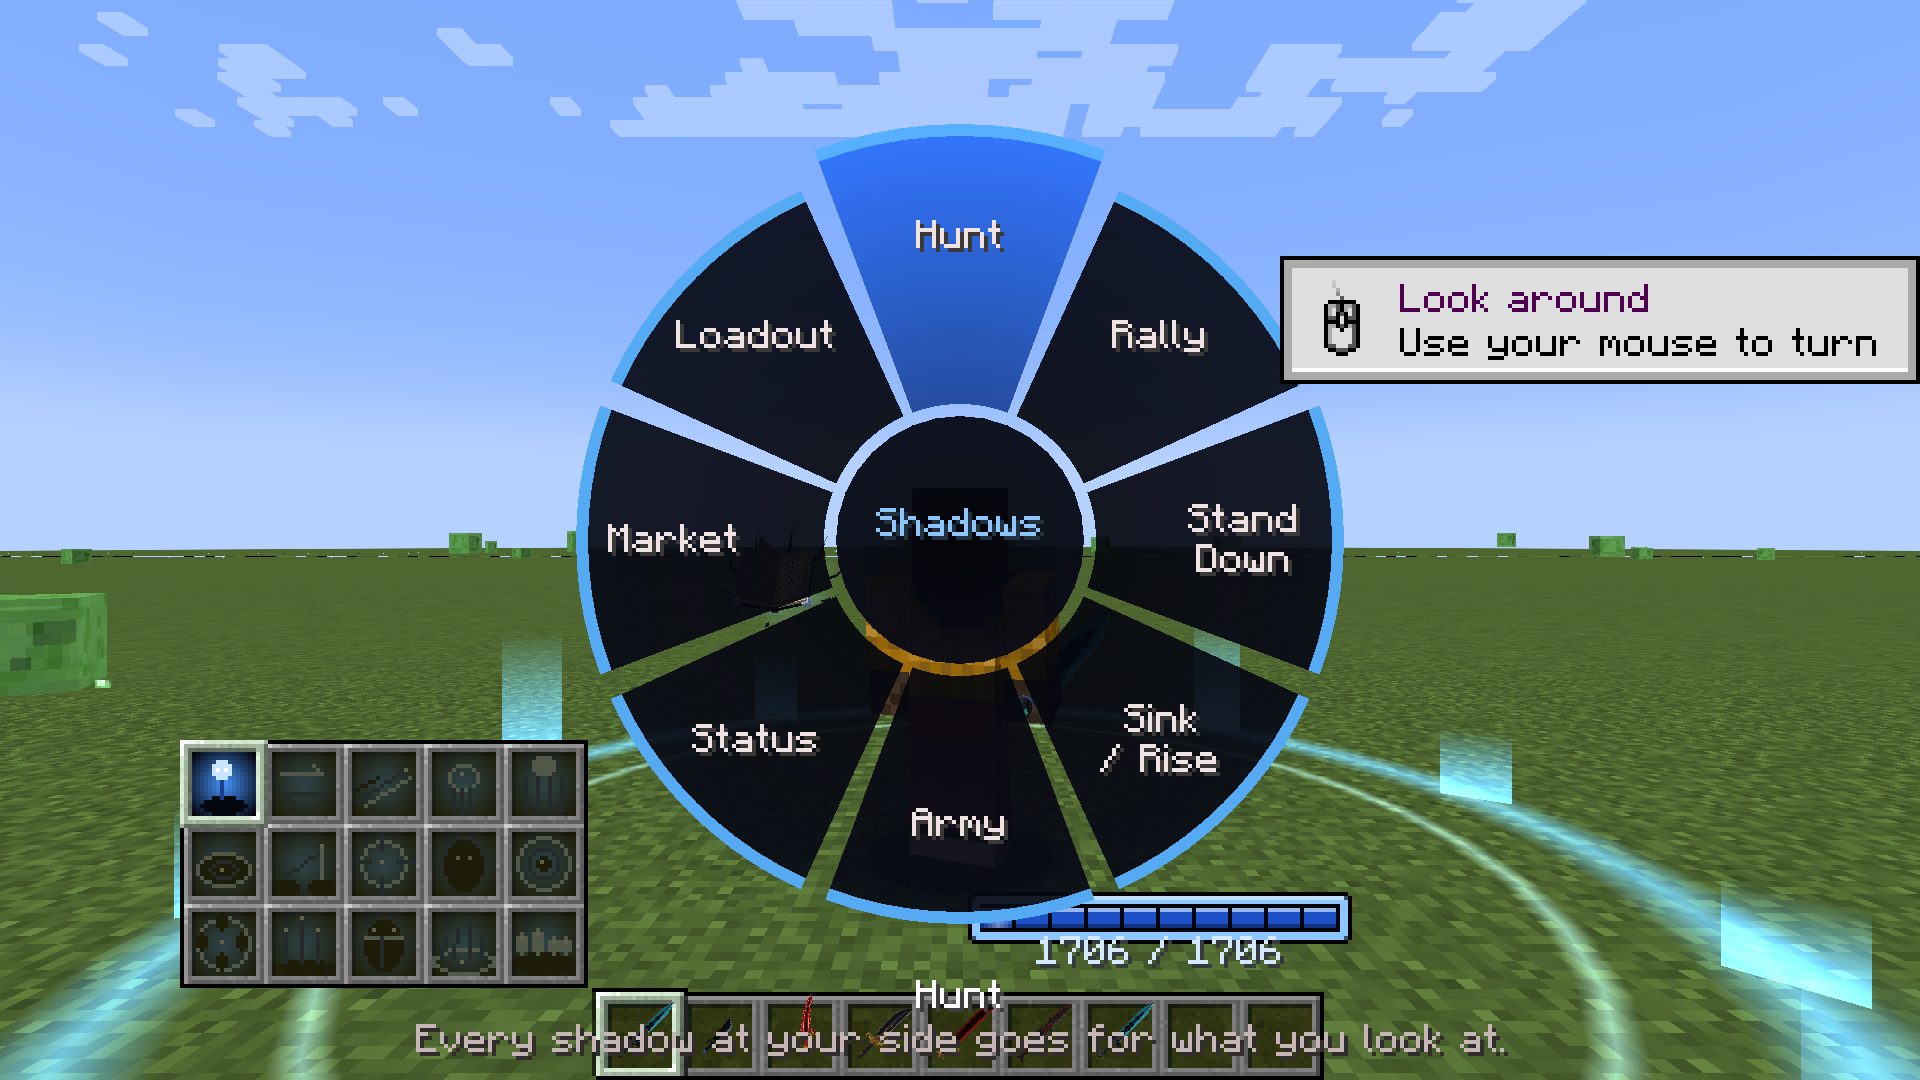 Hunt
Loadout
Rally
Look around
Use your mouse to turn
Market
Shadows
Stand
Down
Status
Sink
/ Rise
Army
1706 / 1706
Hunt
Every shadow at your side goes for what you look at.